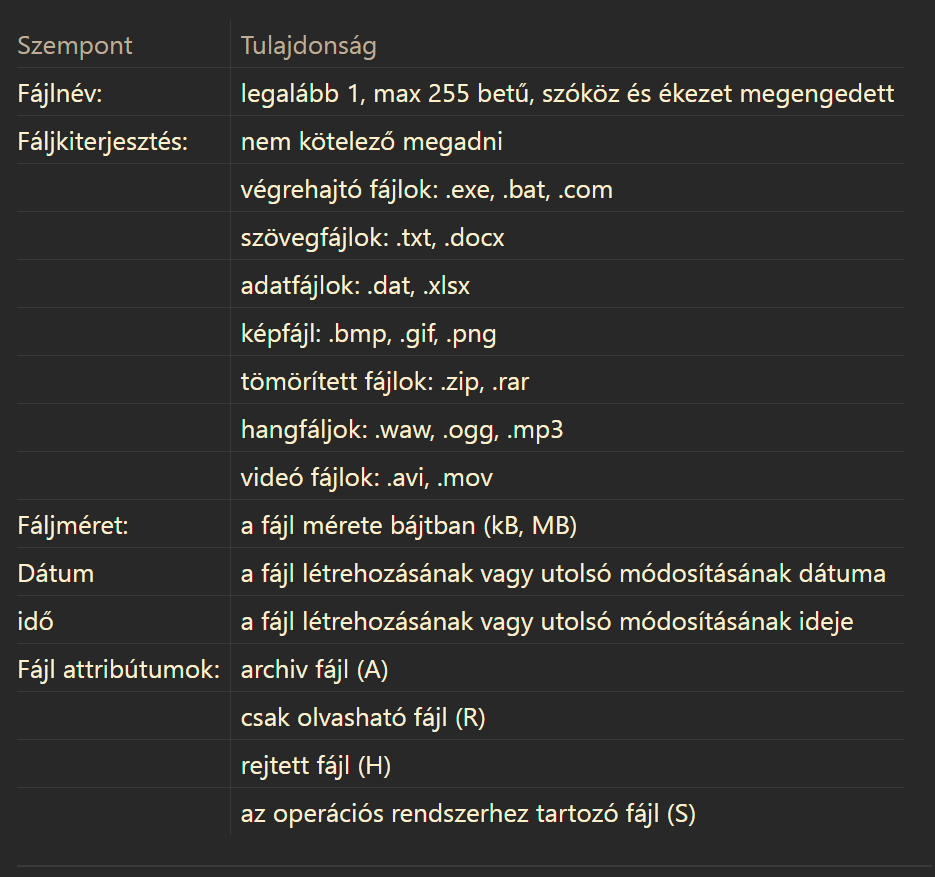 Szempont Tulajdonság
Fájlnév: legalább 1, max 255 betű, szóköz és ékezet megengedett
Fáljkiterjesztés: nem kötelező megadni
végrehajtó fájlok: .exe, .bat, .com
szövegfájlok: .txt, .docx
adatfájlok: .dat, .xlsx
képfájl: .bmp, .gif, .png
tömörített fájlok: .zip, .rar
hangfáljok: .waw, .ogg, .mp3
videó fájlok: .avi, .mov
Fáljméret: a fájl mérete bájtban (kB, MB)
Dátum a fájl létrehozásának vagy utolsó módosításának dátuma
idő a fájl létrehozásának vagy utolsó módosításának ideje
Fájl attribútumok: archiv fájl (A)
csak olvasható fájl (R)
rejtett fájl (H)
az operációs rendszerhez tartozó fájl (S)